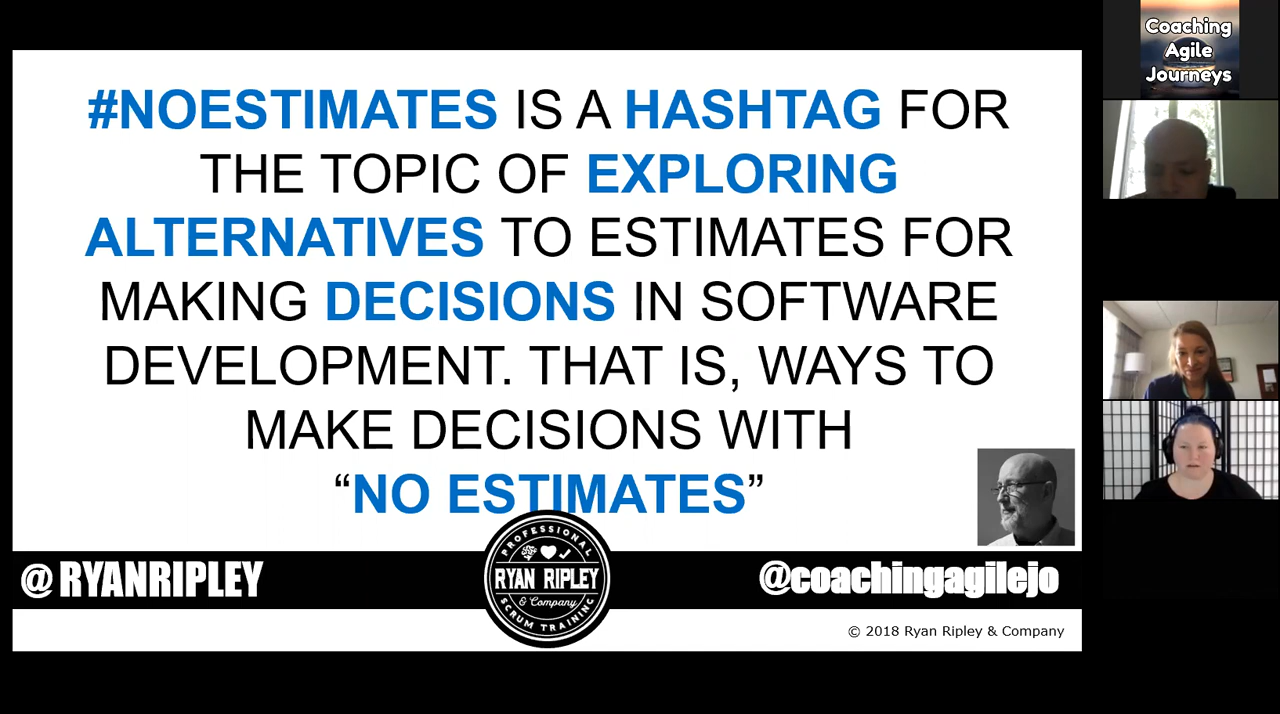 #NOESTIMATES IS A HASHTAG FOR
THE TOPIC OF EXPLORING
ALTERNATIVES TO ESTIMATES FOR
MAKING DECISIONS IN SOFTWARE
DEVELOPMENT. THAT IS, WAYS TO
MAKE DECISIONS WITH
“NO ESTIMATES”
@RYANRIPLEY
PROFESSIONAL
RYAN RIPLEY
& Company
SCRUM TRAINING
@coachingagilejo
© 2018 Ryan Ripley & Company
Coaching
Agile
Journeys